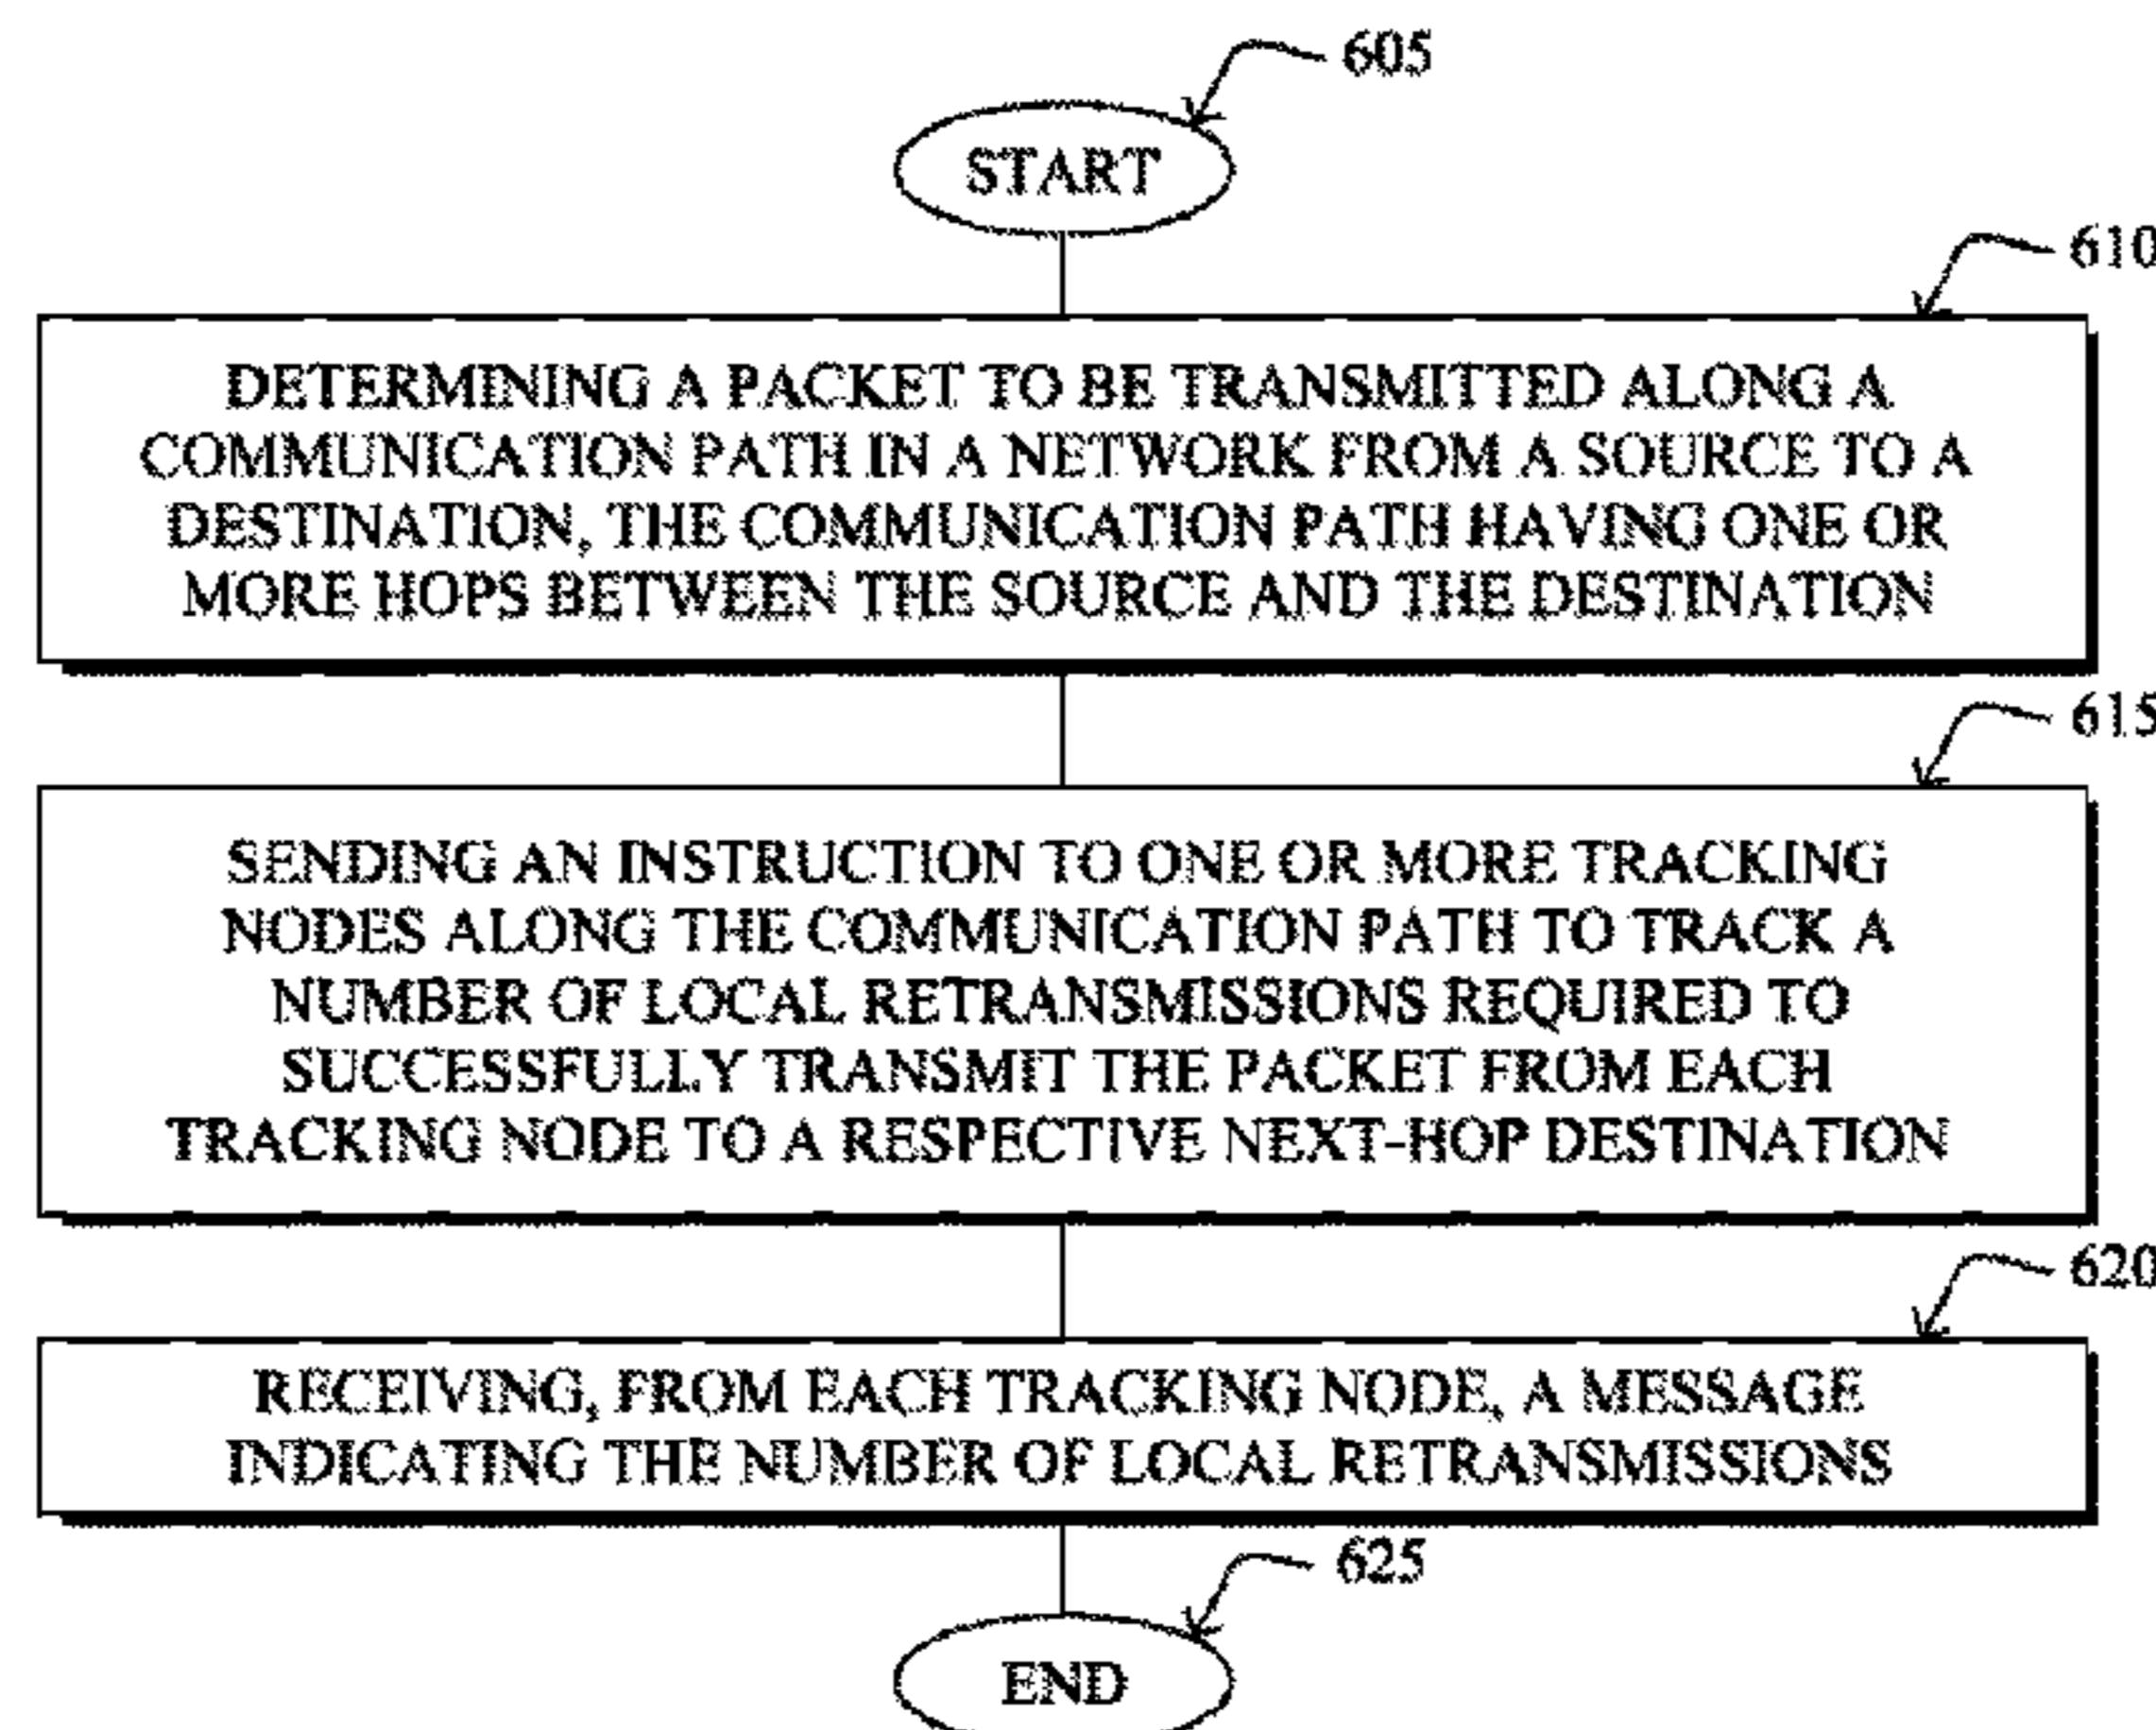 605
START
610
DETERMINING A PACKET TO BE TRANSMITTED ALONG A
COMMUNICATION PATH IN A NETWORK FROM A SOURCE TO A
DESTINATION, THE COMMUNICATION PATH HAVING ONE OR
MORE HOPS BETWEEN THE SOURCE AND THE DESTINATION
615
SENDING AN INSTRUCTION TO ONE OR MORE TRACKING
NODES ALONG THE COMMUNICATION PATH TO TRACK A
NUMBER OF LOCAL RETRANSMISSIONS REQUIRED TO
SUCCESSFULLY TRANSMIT THE PACKET FROM EACH
TRACKING NODE TO A RESPECTIVE NEXT-HOP DESTINATION
620
RECEIVING, FROM EACH TRACKING NODE, A MESSAGE
INDICATING THE NUMBER OF LOCAL RETRANSMISSIONS
625
END